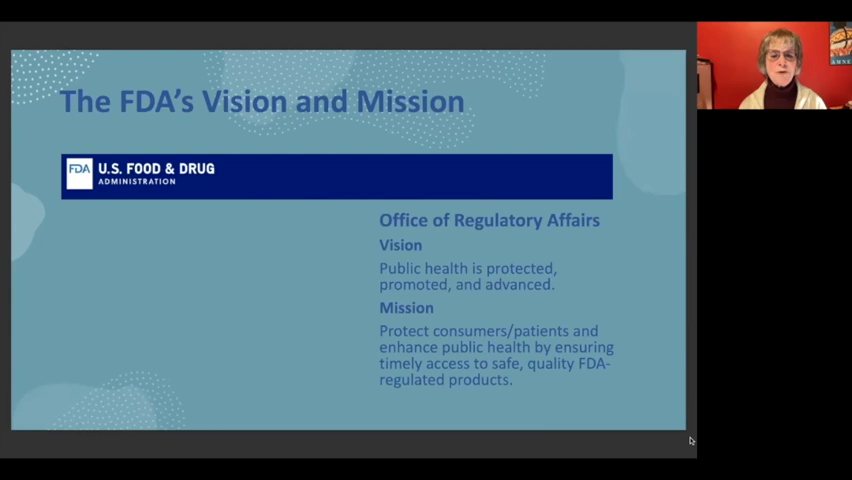 The FDA's Vision and Mission
FDA
U.S. FOOD & DRUG
ADMINISTRATION
Office of Regulatory Affairs
Vision
Public health is protected,
promoted, and advanced.
Mission
Protect consumers/patients and
enhance public health by ensuring
timely access to safe, quality FDA-
regulated products.